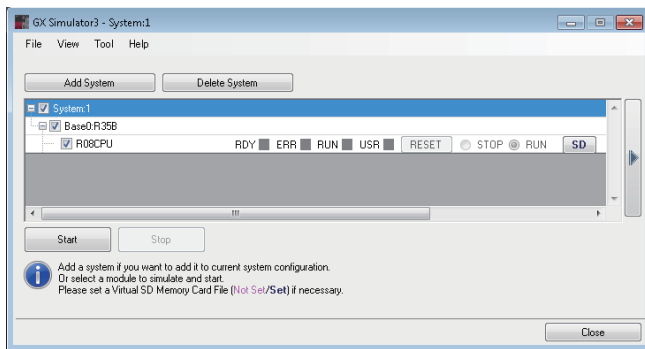 GX Simulator3 - System:1
File View Tool Help
Add System Delete System
System:1
Base0:R35B
R08CPU RDY ERR RUN USR RESET STOP RUN SD
Start Stop
Add a system if you want to add it to current system configuration.
Or select a module to simulate and start.
Please set a Virtual SD Memory Card File (Not Set/Set) if necessary.
Close